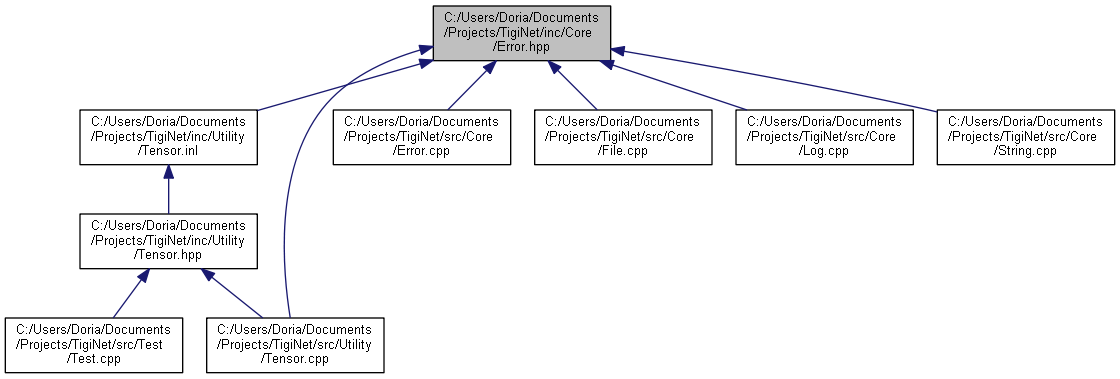 C:/Users/Doria/Documents
/Projects/TigiNet/inc/Core
/Error.hpp
C:/Users/Doria/Documents
/Projects/TigiNet/inc/Utility
/Tensor.inl
C:/Users/Doria/Documents
/Projects/TigiNet/src/Core
/Error.cpp
C:/Users/Doria/Documents
/Projects/TigiNet/src/Core
/File.cpp
C:/Users/Doria/Documents
/Projects/TigiNet/src/Core
/Log.cpp
C:/Users/Doria/Documents
/Projects/TigiNet/src/Core
/String.cpp
C:/Users/Doria/Documents
/Projects/TigiNet/inc/Utility
/Tensor.hpp
C:/Users/Doria/Documents
/Projects/TigiNet/src/Test
/Test.cpp
C:/Users/Doria/Documents
/Projects/TigiNet/src/Utility
/Tensor.cpp